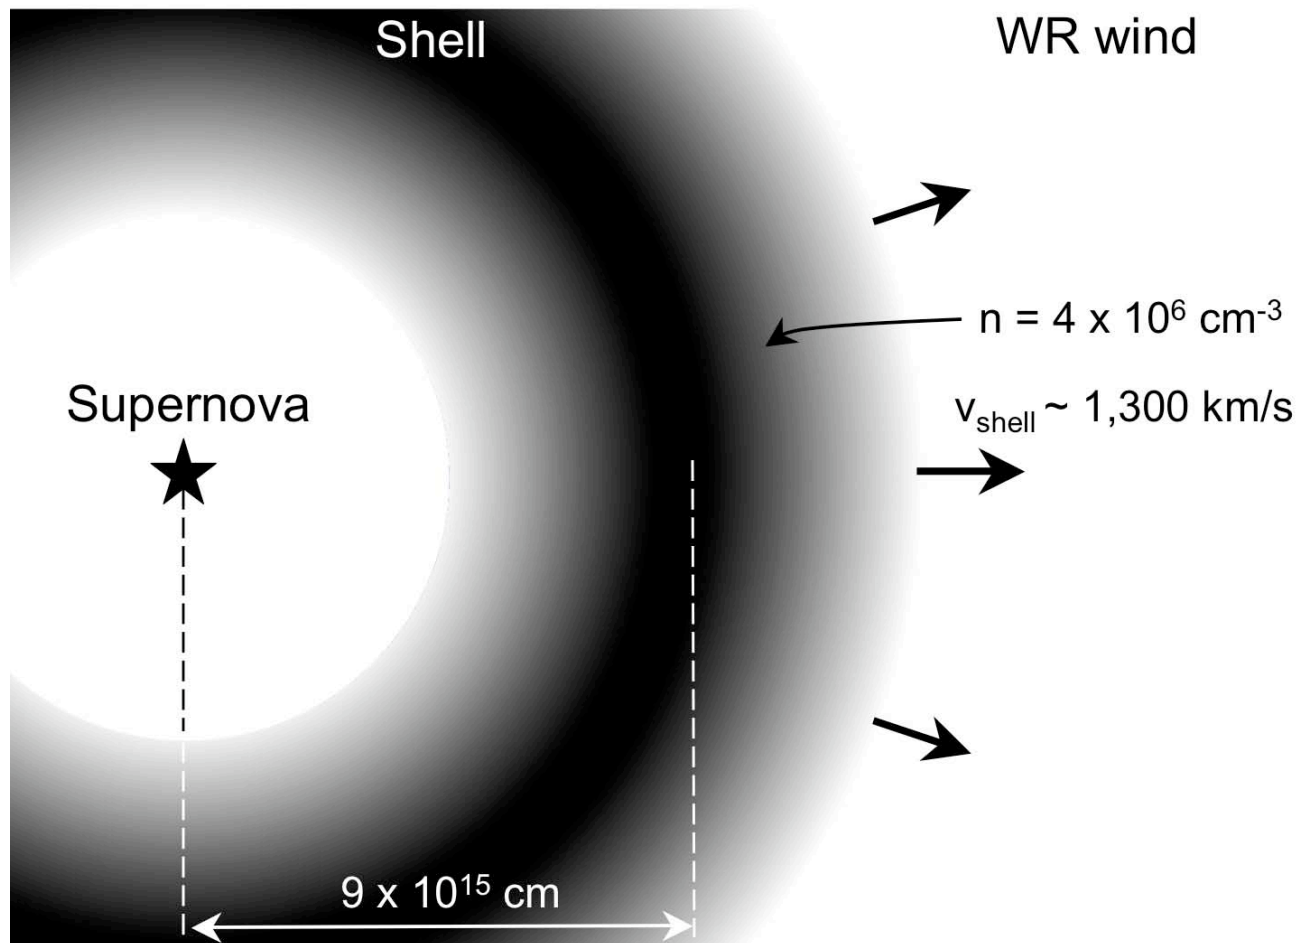 Shell
WR wind
n = 4 x 10⁶ cm⁻³
v_shell ~ 1,300 km/s
Supernova
9 x 10¹⁵ cm